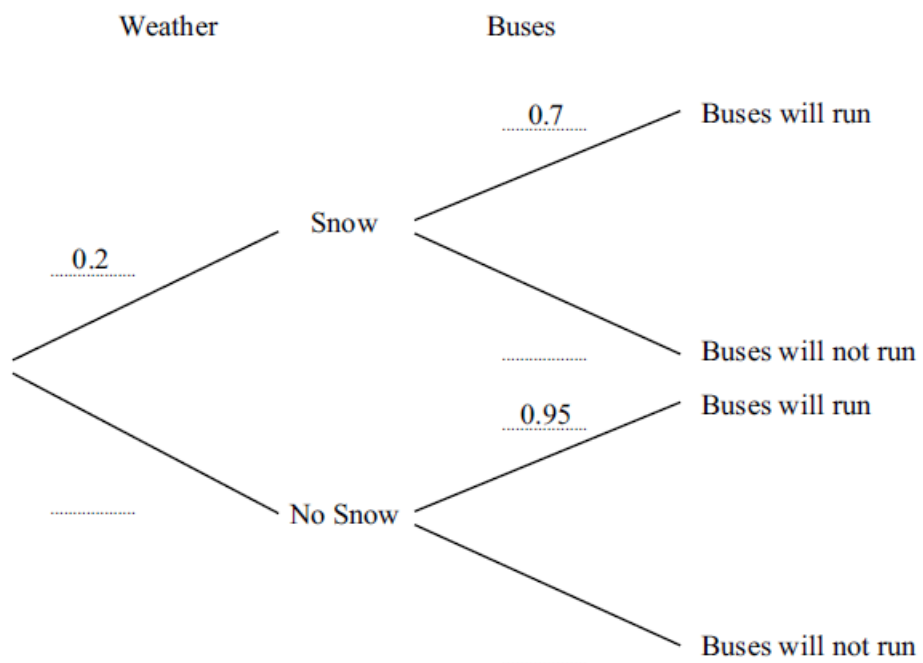 Weather Buses
0.7
Buses will run
Snow
0.2
Buses will not run
0.95
Buses will run
No Snow
Buses will not run